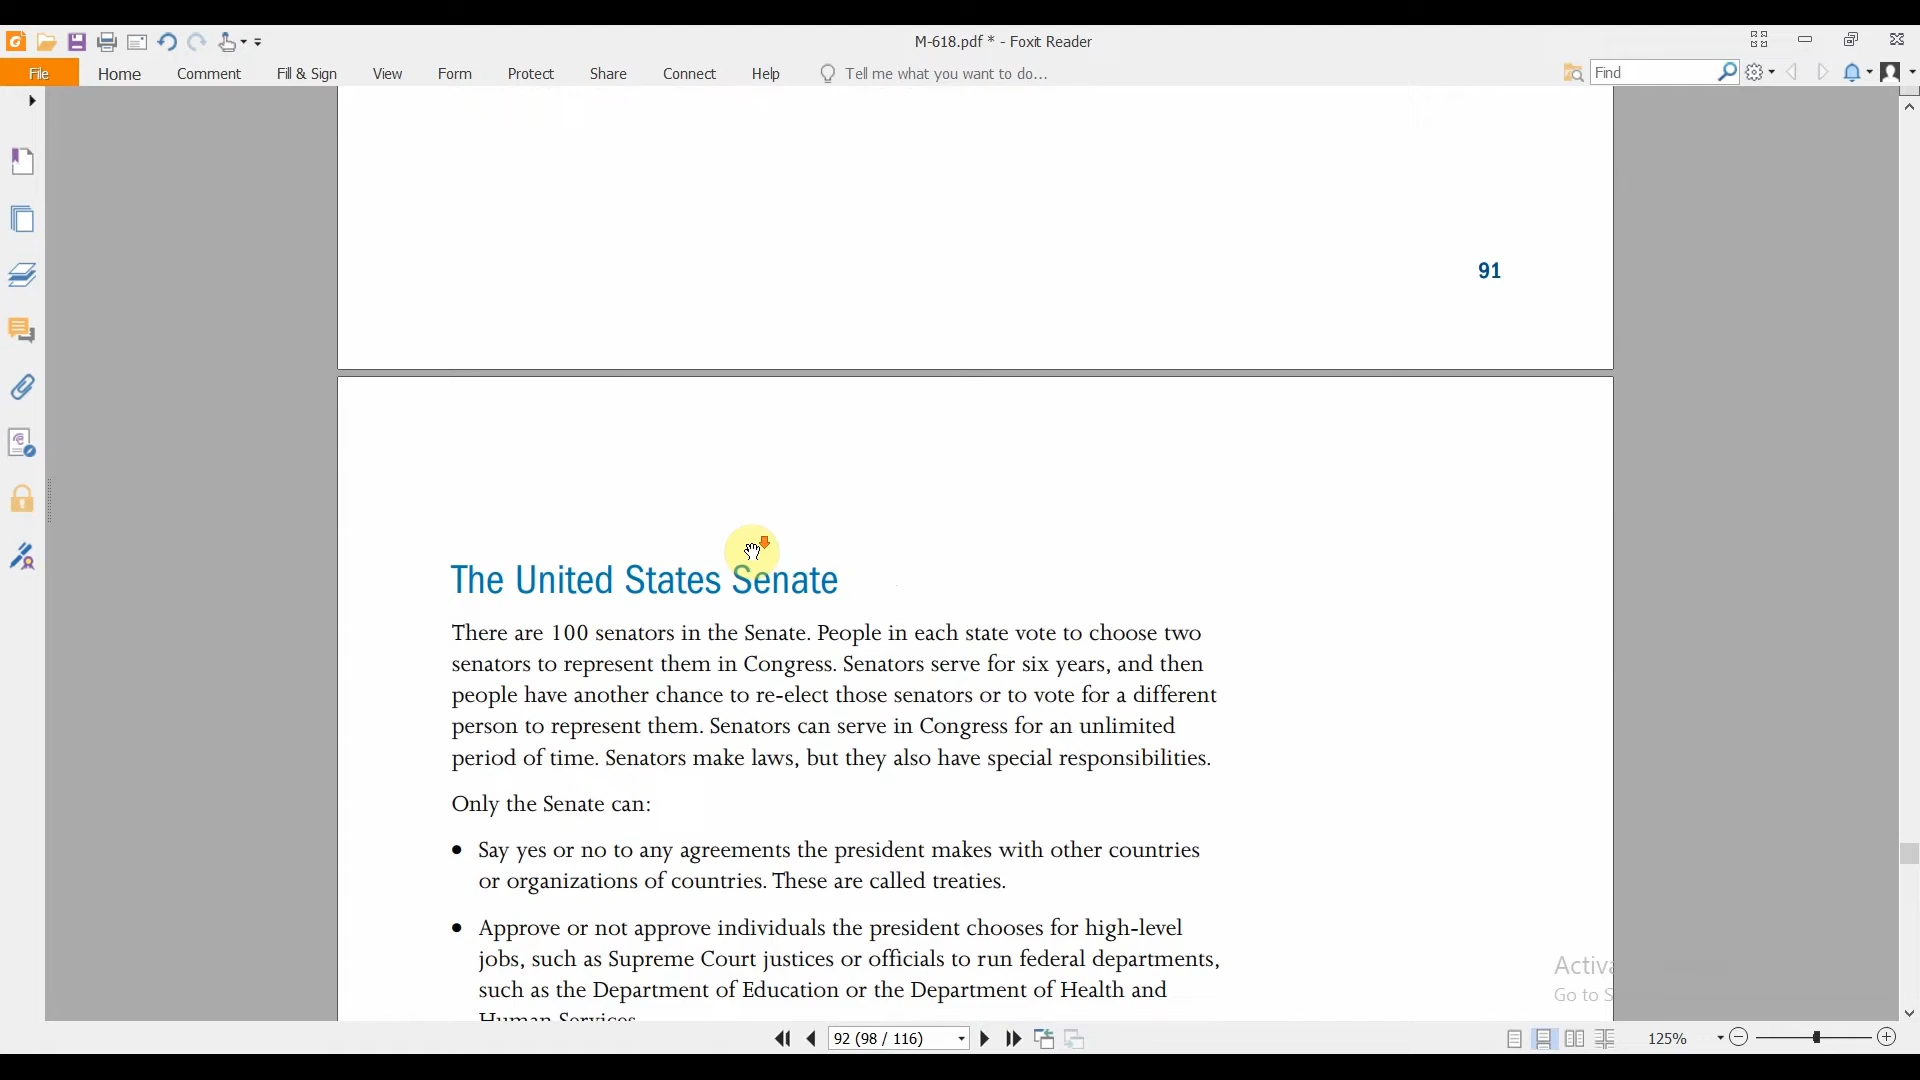 M-618.pdf * - Foxit Reader
File Home Comment Fill & Sign View Form Protect Share Connect Help Tell me what you want to do... Find
91
The United States Senate
There are 100 senators in the Senate. People in each state vote to choose two
senators to represent them in Congress. Senators serve for six years, and then
people have another chance to re-elect those senators or to vote for a different
person to represent them. Senators can serve in Congress for an unlimited
period of time. Senators make laws, but they also have special responsibilities.
Only the Senate can:
• Say yes or no to any agreements the president makes with other countries
or organizations of countries. These are called treaties.
• Approve or not approve individuals the president chooses for high-level
jobs, such as Supreme Court justices or officials to run federal departments,
such as the Department of Education or the Department of Health and
Human Services
Go to
92 (98 / 116)
125%